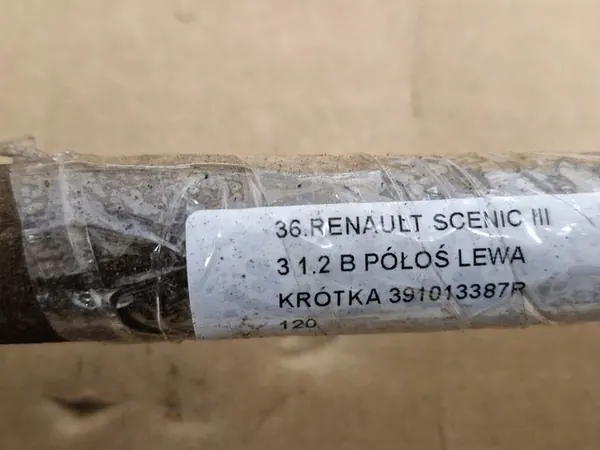 36.RENAULT SCENIC III
3 1.2 B PÓŁOŚ LEWA
KRÓTKA 391013387R
120